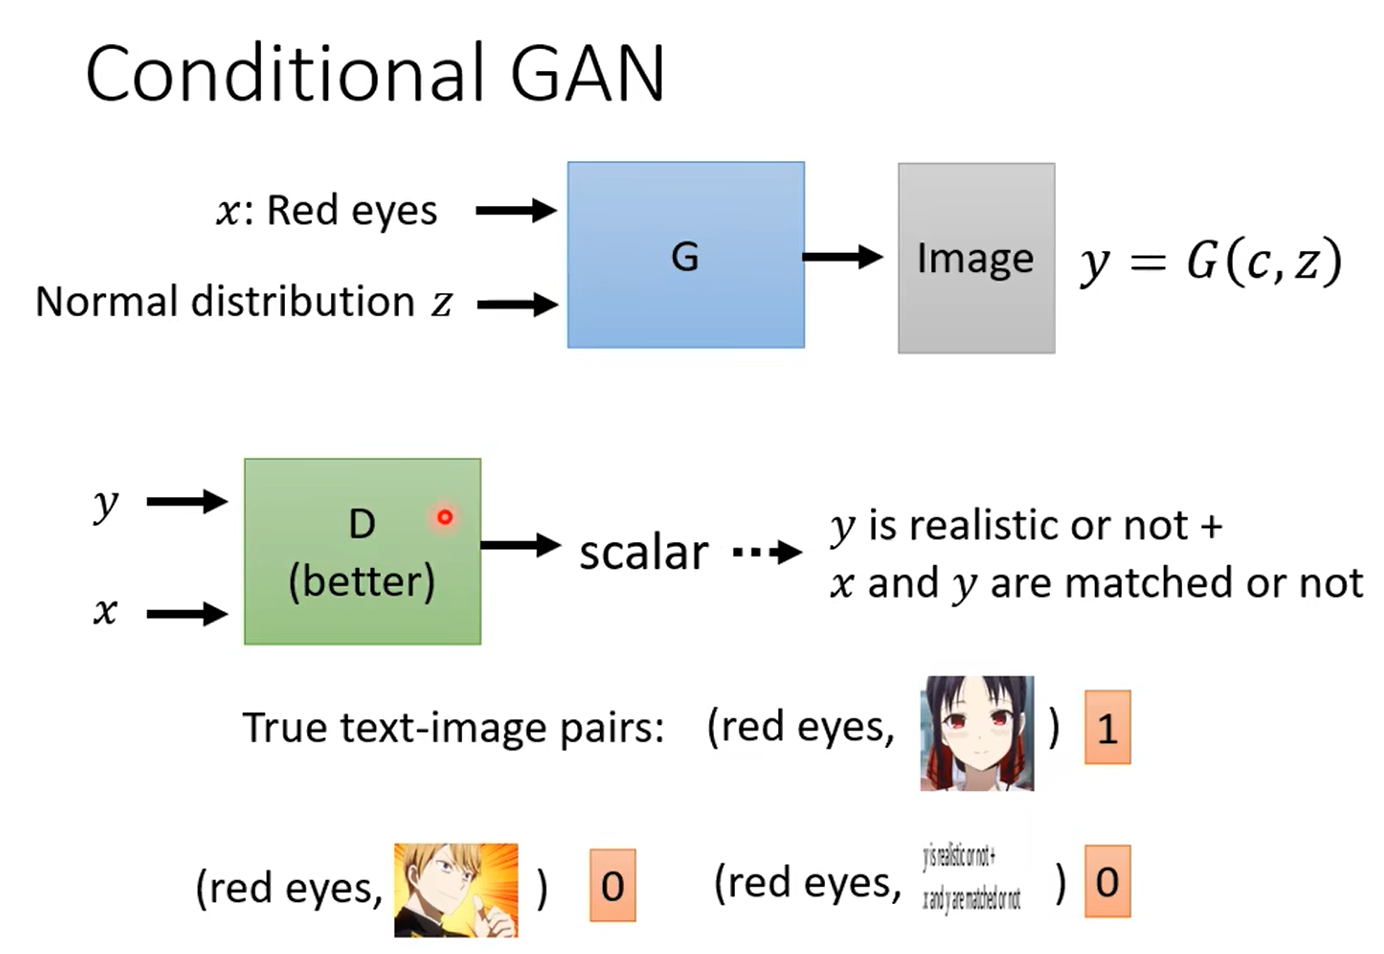 Conditional GAN
x: Red eyes
Normal distribution z
G
Image
y = G(c, z)
y
x
D
(better)
scalar
y is realistic or not +
x and y are matched or not
True text-image pairs:
(red eyes, ) 1
(red eyes, ) 0
(red eyes,
y is realistic or not +
x and y are matched or not
) 0